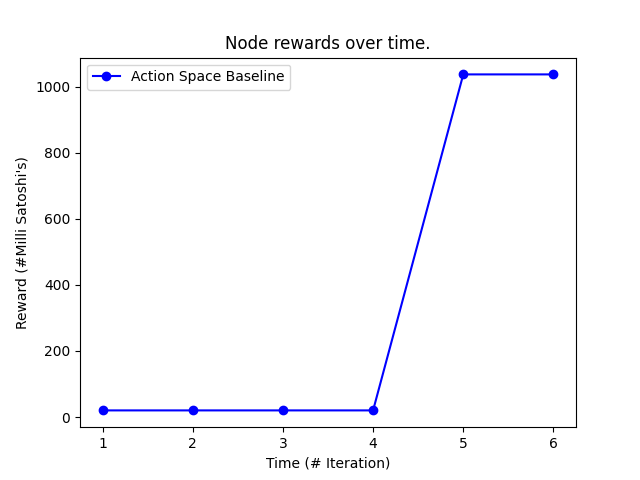 Node rewards over time.
Action Space Baseline
Reward (#Milli Satoshi's)
1000
800
600
400
200
0
1 2 3 4 5 6
Time (# Iteration)